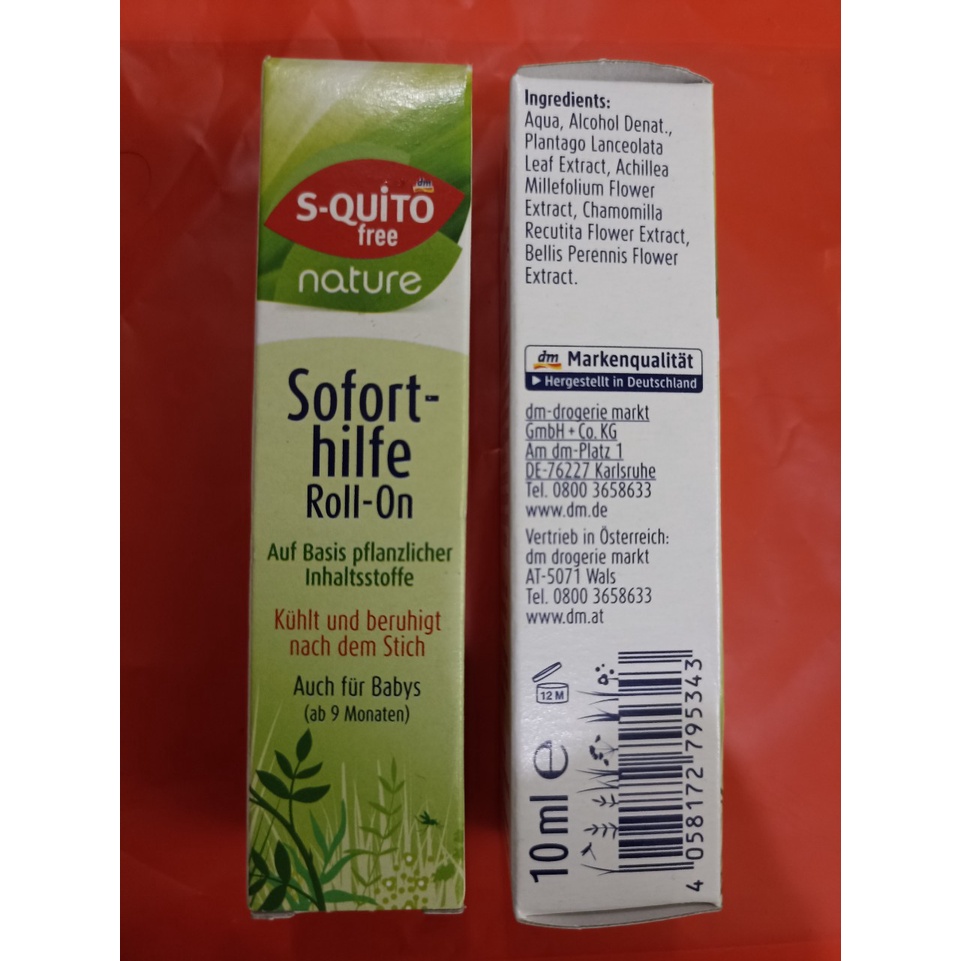 dm
S-QUITO
free
nature
Sofort-
hilfe
Roll-On
Auf Basis pflanzlicher
Inhaltsstoffe
Kühlt und beruhigt
nach dem Stich
Auch für Babys
(ab 9 Monaten)
Ingredients:
Aqua, Alcohol Denat.,
Plantago Lanceolata
Leaf Extract, Achillea
Millefolium Flower
Extract, Chamomilla
Recutita Flower Extract,
Bellis Perennis Flower
Extract.
dm Markenqualität
Hergestellt in Deutschland
dm-drogerie markt
GmbH + Co. KG
Am dm-Platz 1
DE-76227 Karlsruhe
Tel. 0800 3658633
www.dm.de
Vertrieb in Österreich:
dm drogerie markt
AT-5071 Wals
Tel. 0800 3658633
www.dm.at
12 M
10 ml e
4 058172 795343